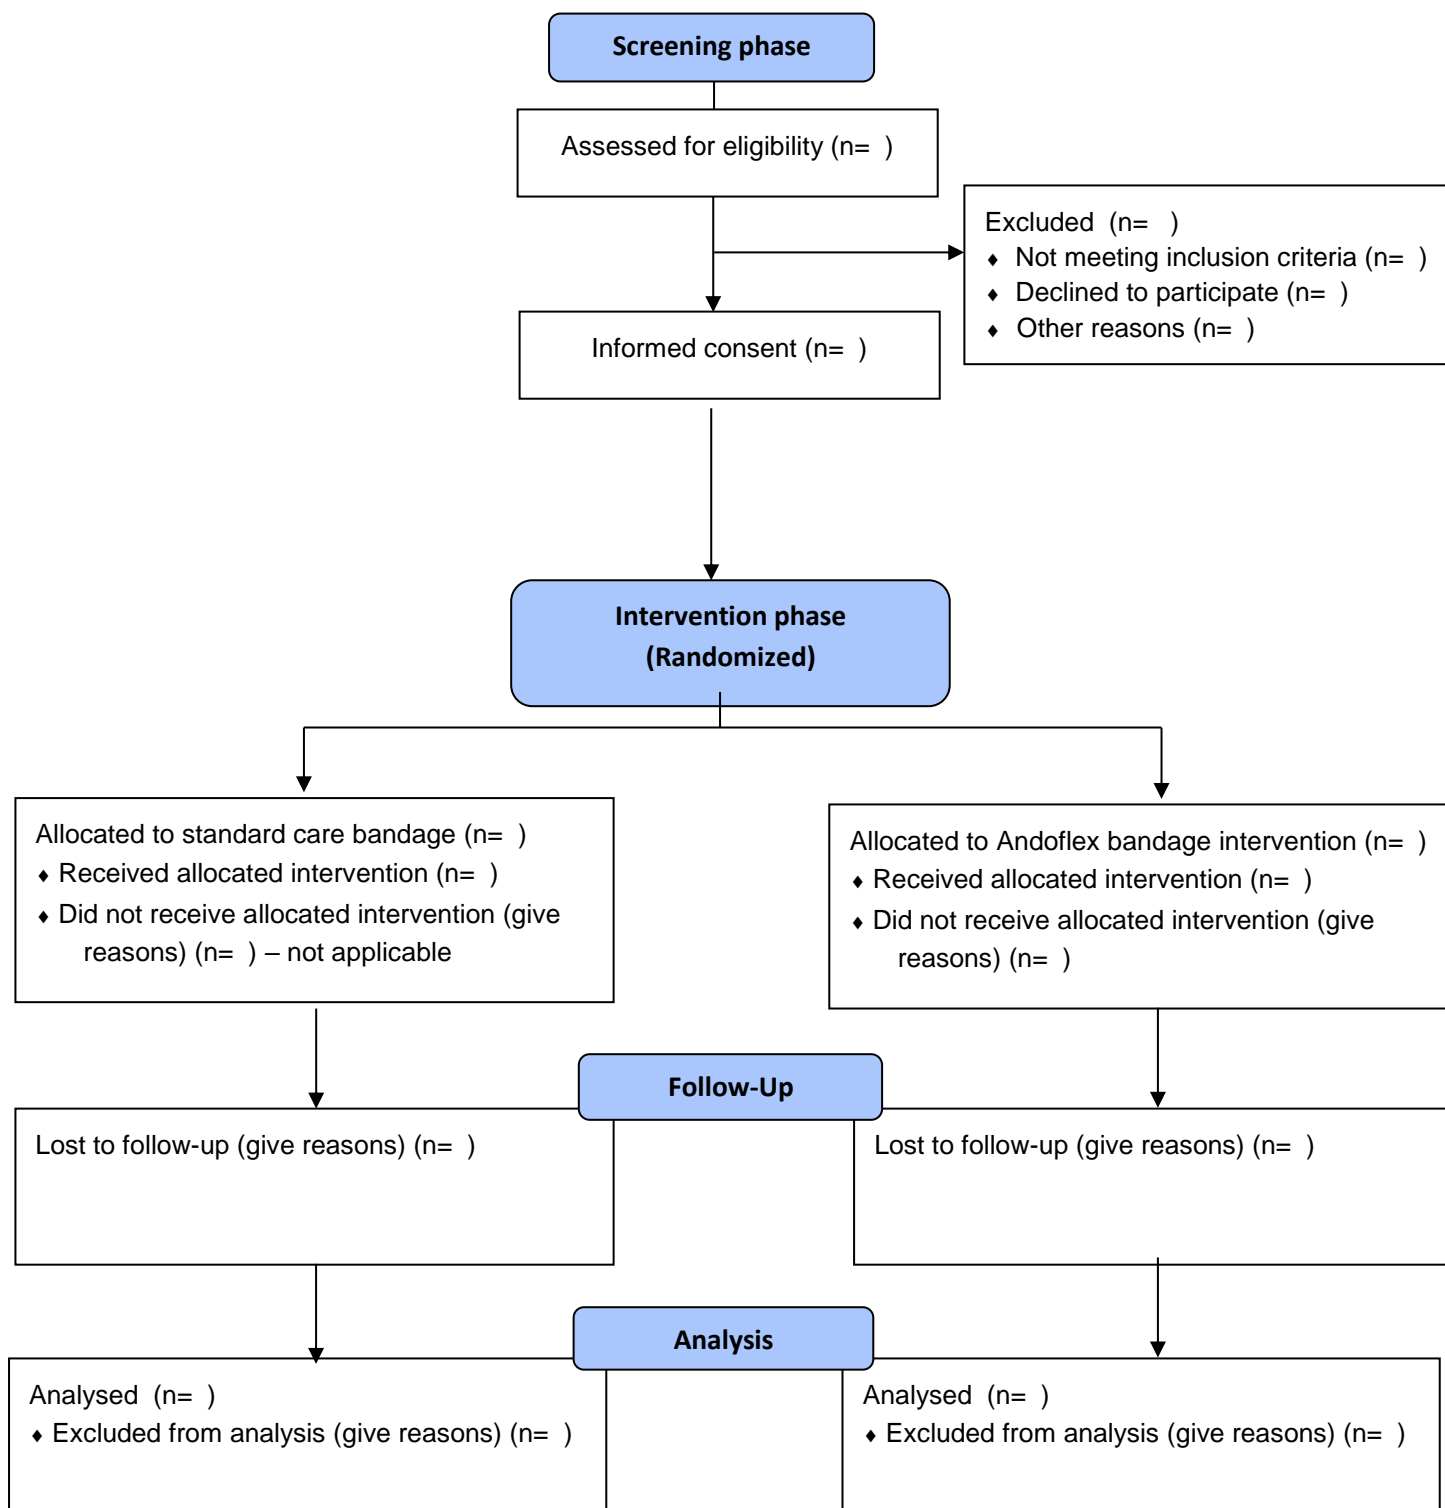 Screening phase
Assessed for eligibility (n=  )
Excluded  (n=   )
♦ Not meeting inclusion criteria (n=  )
♦ Declined to participate (n=  )
♦ Other reasons (n=  )
Informed consent (n=  )
Intervention phase
(Randomized)
Allocated to standard care bandage (n=  )
♦ Received allocated intervention (n=  )
♦ Did not receive allocated intervention (give
reasons) (n=  ) – not applicable
Allocated to Andoflex bandage intervention (n=  )
♦ Received allocated intervention (n=  )
♦ Did not receive allocated intervention (give
reasons) (n=  )
Follow-Up
Lost to follow-up (give reasons) (n=  )
Lost to follow-up (give reasons) (n=  )
Analysis
Analysed  (n=  )
♦ Excluded from analysis (give reasons) (n=  )
Analysed  (n=  )
♦ Excluded from analysis (give reasons) (n=  )